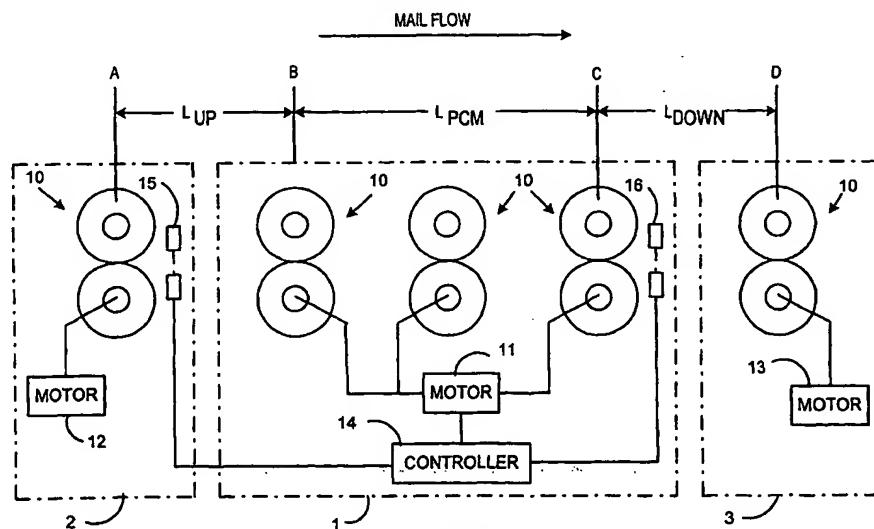 MAIL FLOW
A B C D
L UP L PCM L DOWN
10 15 10 10 16 10
11
MOTOR
MOTOR
13
MOTOR
12
14
CONTROLLER
2 1 3